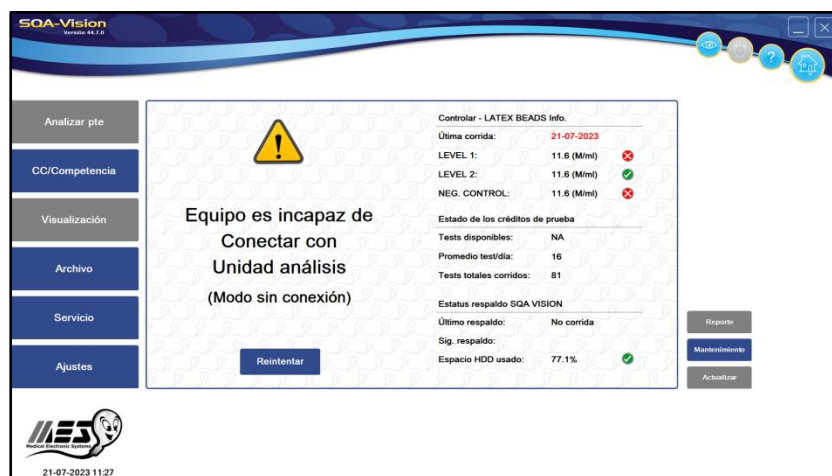 SQA-Vision
Versión 44.7.0
?
Analizar pte
CC/Competencia
Visualización
Archivo
Servicio
Ajustes
Equipo es incapaz de
Conectar con
Unidad análisis
(Modo sin conexión)
Reintentar
Controlar - LATEX BEADS Info.
Útima corrida: 21-07-2023
LEVEL 1: 11.6 (M/ml)
LEVEL 2: 11.6 (M/ml)
NEG. CONTROL: 11.6 (M/ml)
Estado de los créditos de prueba
Tests disponibles: NA
Promedio test/día: 16
Tests totales corridos: 81
Estatus respaldo SQA VISION
Último respaldo: No corrida
Sig. respaldo:
Espacio HDD usado: 77.1%
Reporte
Mantenimiento
Actualizar
MES
Medical Electronic Systems
21-07-2023 11:27